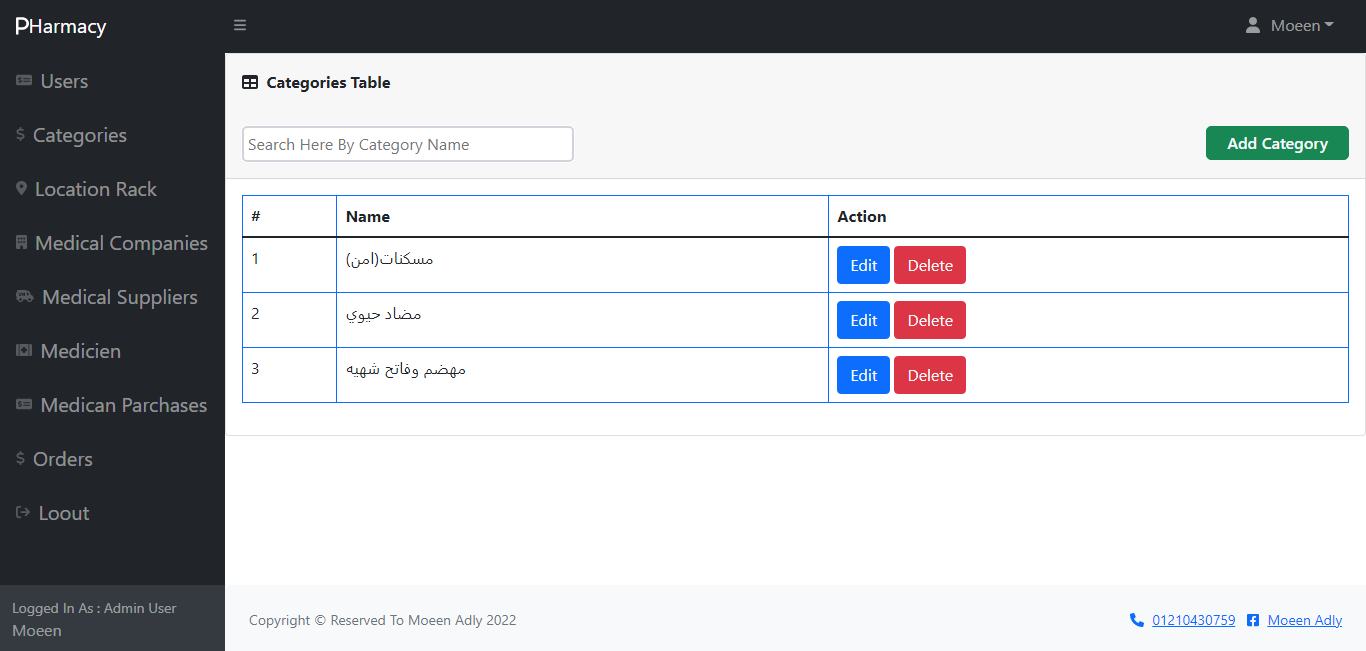 PHarmacy
Moeen
Users
Categories
Location Rack
Medical Companies
Medical Suppliers
Medicien
Medican Parchases
Orders
Loout
Logged In As : Admin User
Moeen
Categories Table
Search Here By Category Name
Add Category
# Name Action
1 مسكنات(امن) Edit Delete
2 مضاد حيوي Edit Delete
3 مهضم وفاتح شهيه Edit Delete
Copyright © Reserved To Moeen Adly 2022 01210430759 Moeen Adly